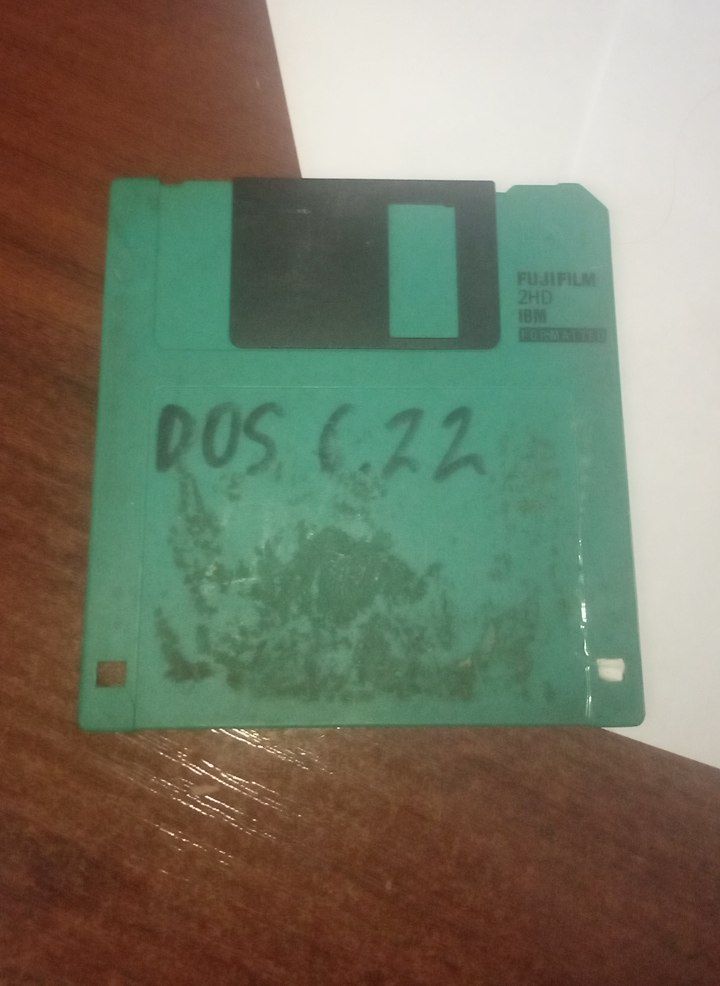 FUJIFILM
2HD
IBM
FORMATTED
DOS 6.22